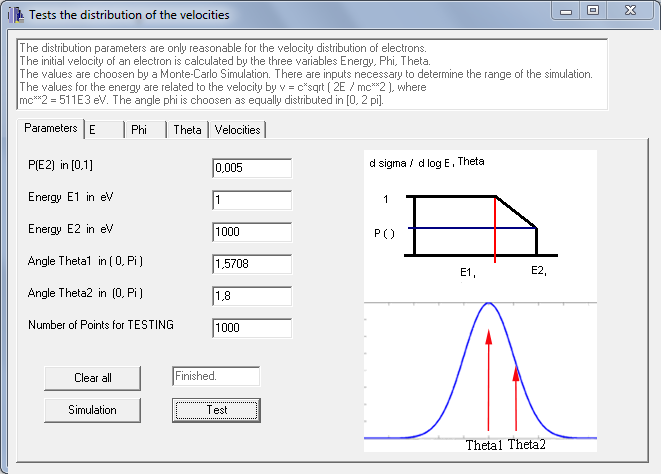 Tests the distribution of the velocities
The distribution parameters are only reasonable for the velocity distribution of electrons.
The initial velocity of an electron is calculated by the three variables Energy, Phi, Theta.
The values are choosen by a Monte-Carlo Simulation. There are inputs necessary to determine the range of the simulation.
The values for the energy are related to the velocity by v = c*sqrt ( 2E / mc**2 ), where
mc**2 = 511E3 eV. The angle phi is choosen as equally distributed in [0, 2 pi].
Parameters E Phi Theta Velocities
P(E2) in [0,1] 0,005
Energy E1 in eV 1
Energy E2 in eV 1000
Angle Theta1 in ( 0, Pi ) 1,5708
Angle Theta2 in (0, Pi ) 1,8
Number of Points for TESTING 1000
Clear all Finished.
Simulation Test
d sigma / d log E , Theta
1
P ( )
E1, E2,
Theta1 Theta2